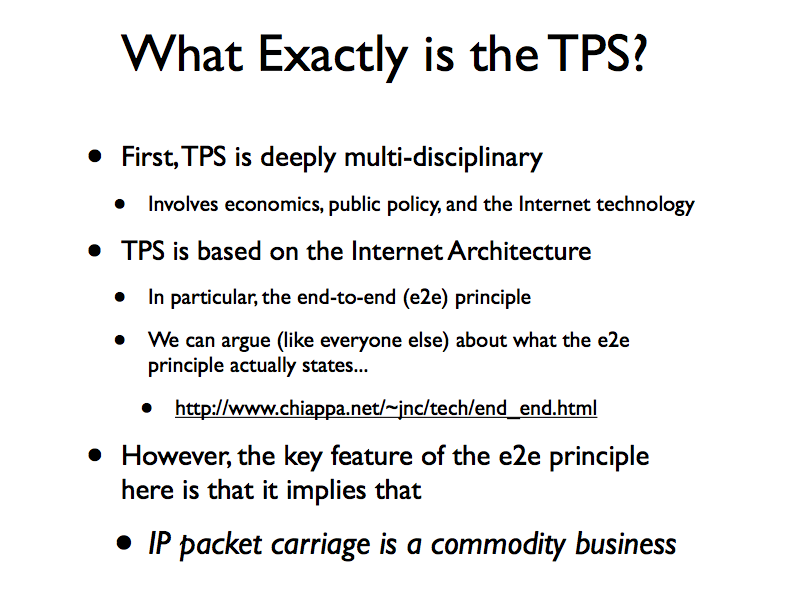 What Exactly is the TPS?
• First, TPS is deeply multi-disciplinary
• Involves economics, public policy, and the Internet technology
• TPS is based on the Internet Architecture
• In particular, the end-to-end (e2e) principle
• We can argue (like everyone else) about what the e2e
principle actually states...
• http://www.chiappa.net/~jnc/tech/end_end.html
• However, the key feature of the e2e principle
here is that it implies that
• IP packet carriage is a commodity business